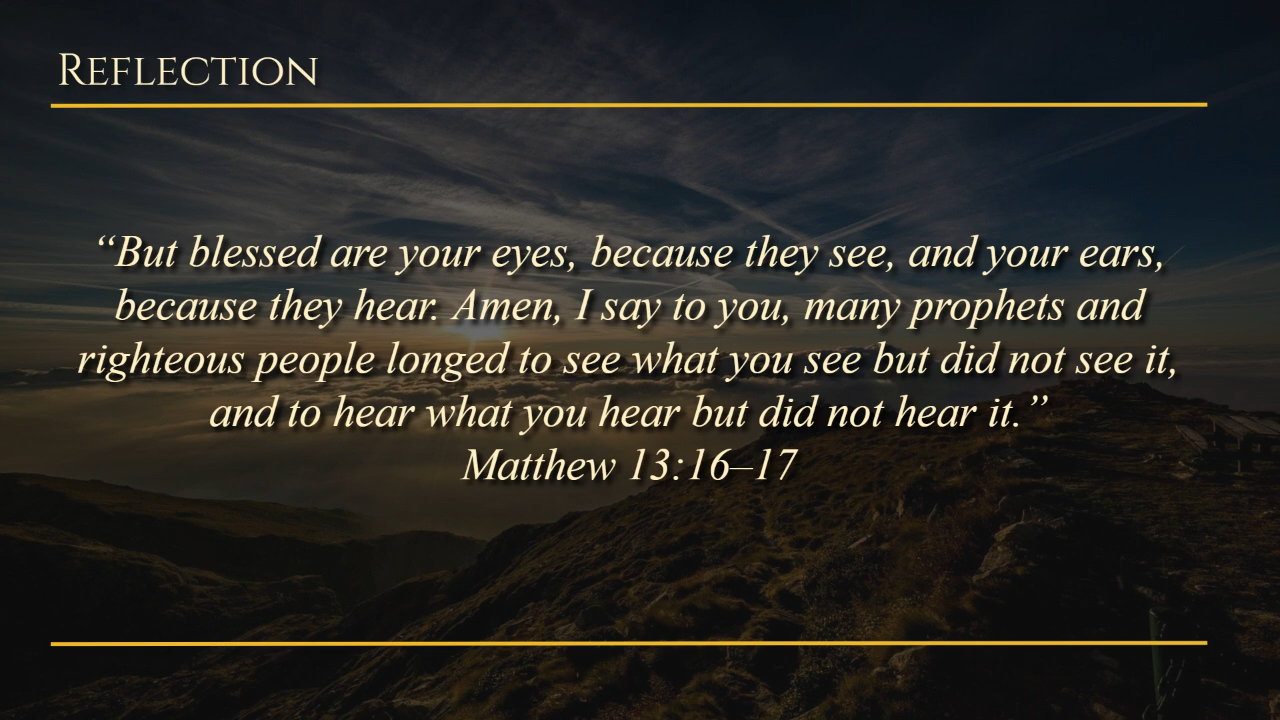 Reflection
“But blessed are your eyes, because they see, and your ears,
because they hear. Amen, I say to you, many prophets and
righteous people longed to see what you see but did not see it,
and to hear what you hear but did not hear it.”
Matthew 13:16–17